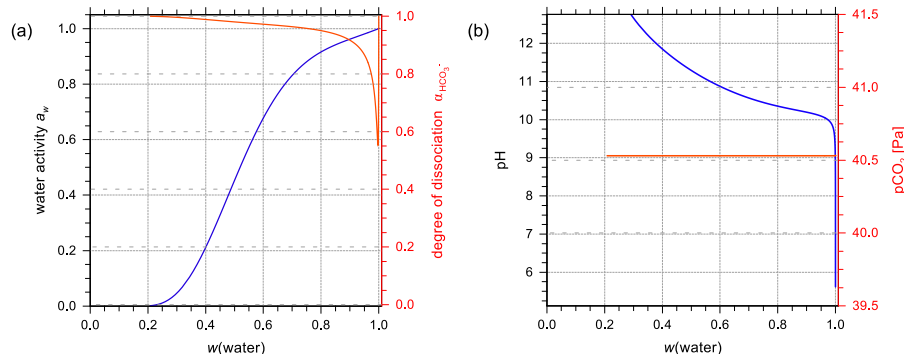 (a)
1.0
0.8
0.6
0.4
0.2
0.0
water activity a_w
0.0 0.2 0.4 0.6 0.8 1.0
w(water)
1.0
0.8
0.6
0.4
0.2
0.0
degree of dissociation α_HCO₃-
(b)
12
11
10
9
8
7
6
pH
0.0 0.2 0.4 0.6 0.8 1.0
w(water)
41.5
41.0
40.5
40.0
39.5
pCO₂ [Pa]